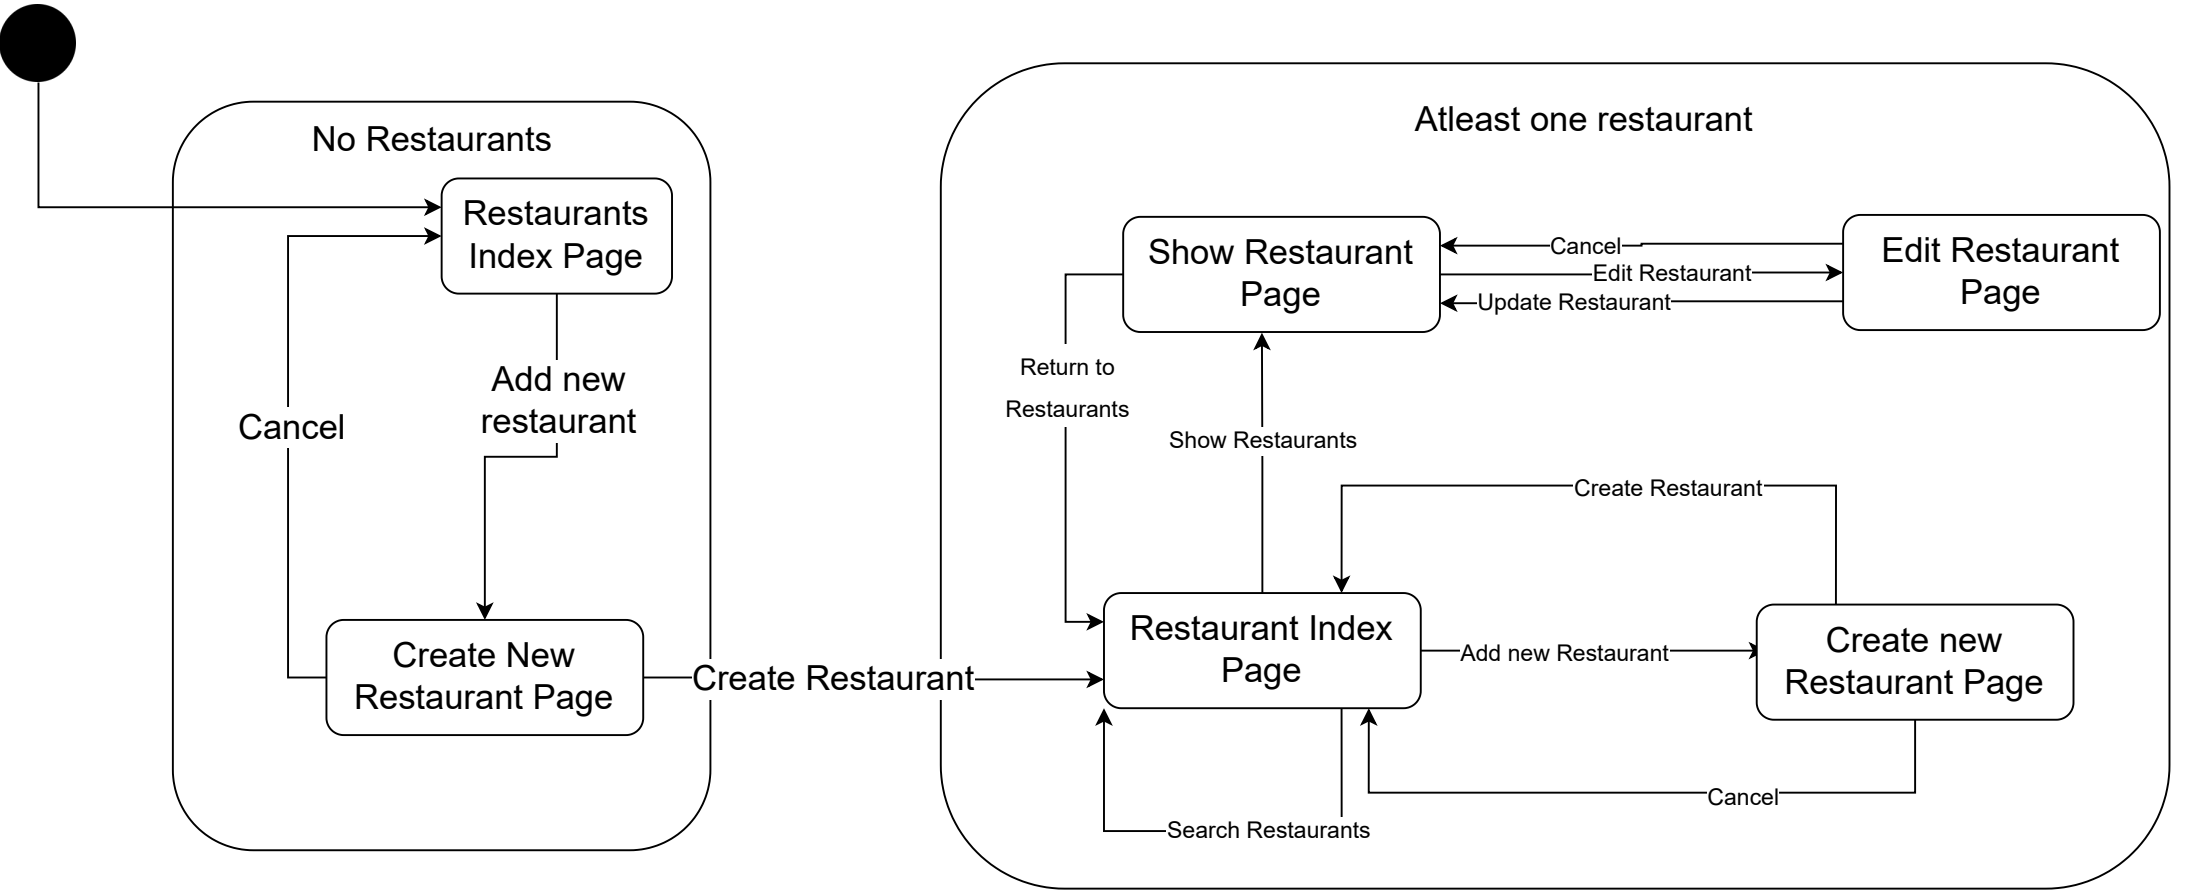 No Restaurants
Restaurants
Index Page
Add new
restaurant
Cancel
Create New
Restaurant Page
Create Restaurant
Atleast one restaurant
Show Restaurant
Page
Cancel
Edit Restaurant
Update Restaurant
Edit Restaurant
Page
Return to
Restaurants
Show Restaurants
Create Restaurant
Restaurant Index
Page
Add new Restaurant
Create new
Restaurant Page
Cancel
Search Restaurants